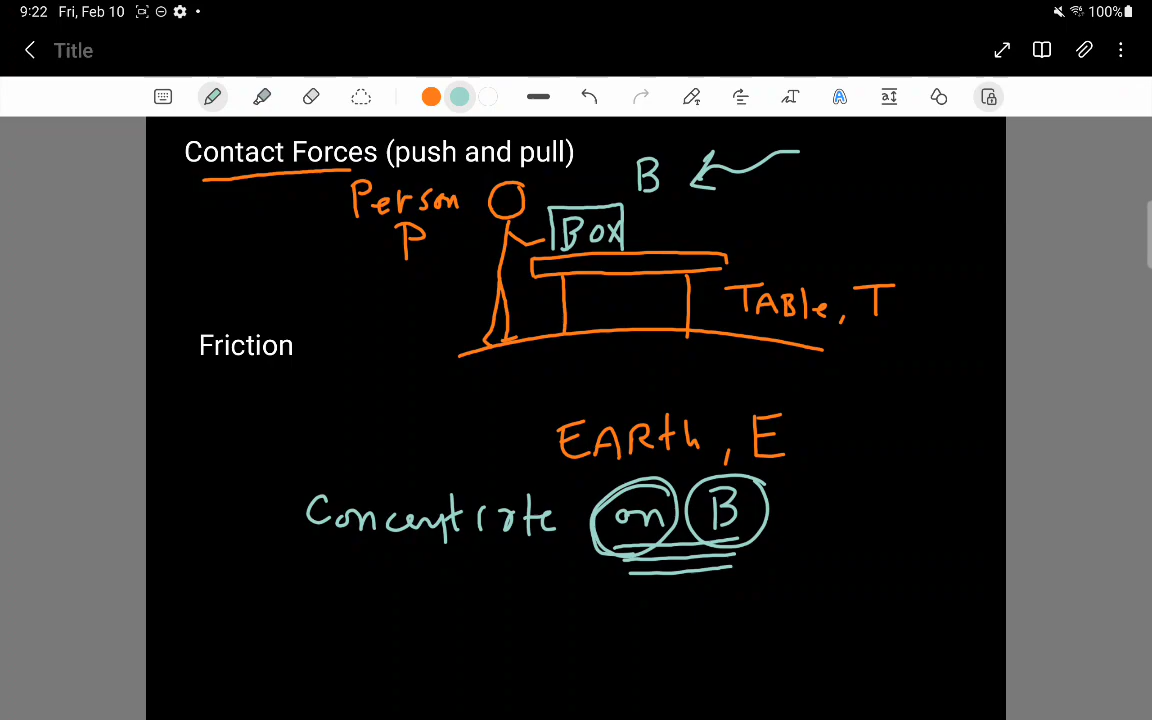 9:22 Fri, Feb 10
100%
Title
Contact Forces (push and pull)
B
Person
P
Box
TABle, T
Friction
EARth, E
Concentrate on B